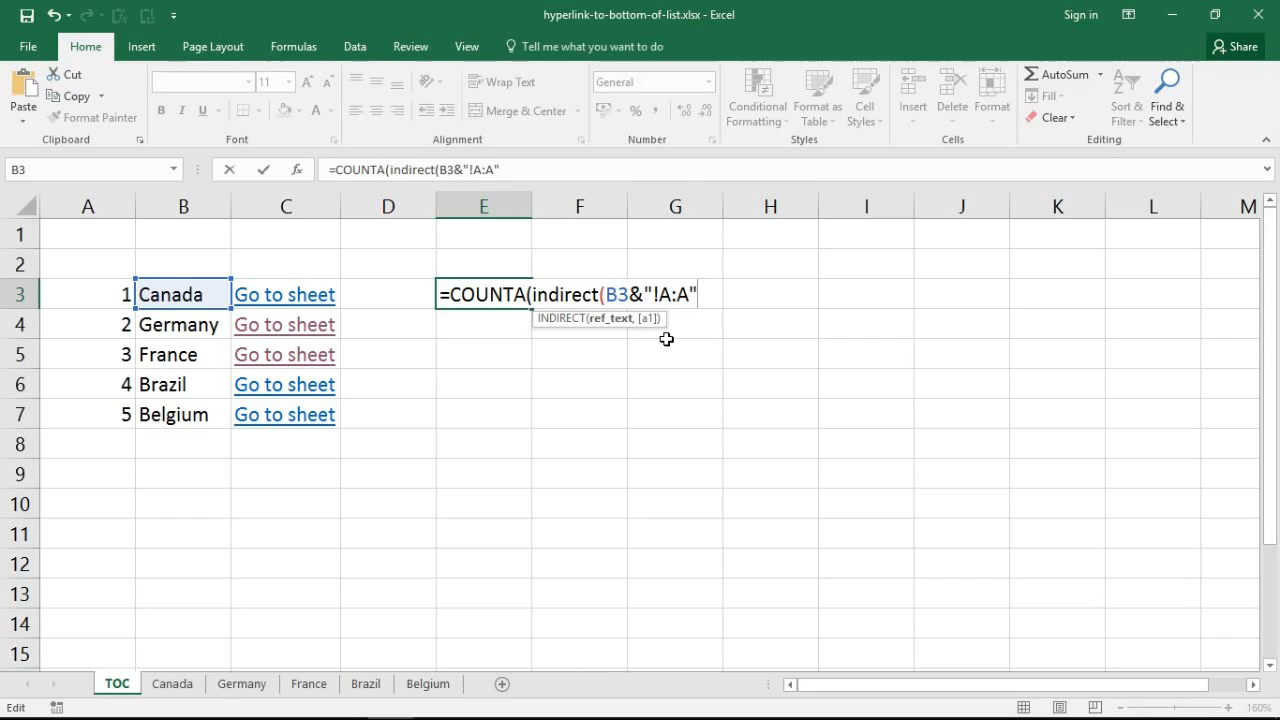 hyperlink-to-bottom-of-list.xlsx - Excel
Sign in
File Home Insert Page Layout Formulas Data Review View Tell me what you want to do Share
Paste
Cut
Copy
Format Painter
Clipboard
11 A A
B I U A
Font
Wrap Text
Merge & Center
Alignment
General
% ,
Number
Conditional Formatting
Format as Table
Cell Styles
Styles
Insert Delete Format
Cells
AutoSum
Fill
Clear
Sort & Filter
Find & Select
Editing
B3 fx =COUNTA(indirect(B3&"!A:A"
A B C D E F G H I J K L M
1
2
3 1 Canada Go to sheet =COUNTA(indirect(B3&"!A:A"
INDIRECT(ref_text, [a1])
4 2 Germany Go to sheet
5 3 France Go to sheet
6 4 Brazil Go to sheet
7 5 Belgium Go to sheet
8
9
10
11
12
13
14
15
TOC Canada Germany France Brazil Belgium
Edit 160%